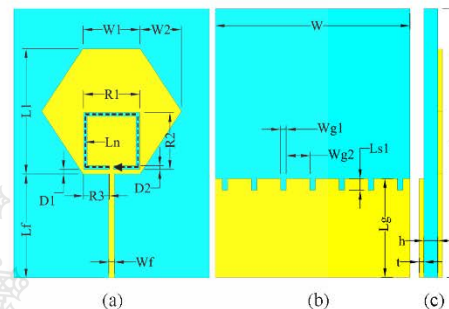 W1 W2
W
R1
L1
Ln
R2
Wg1
Wg2
Ls1
D1
R3
D2
Lf
Lg
h
Wf
t
(a) (b) (c)